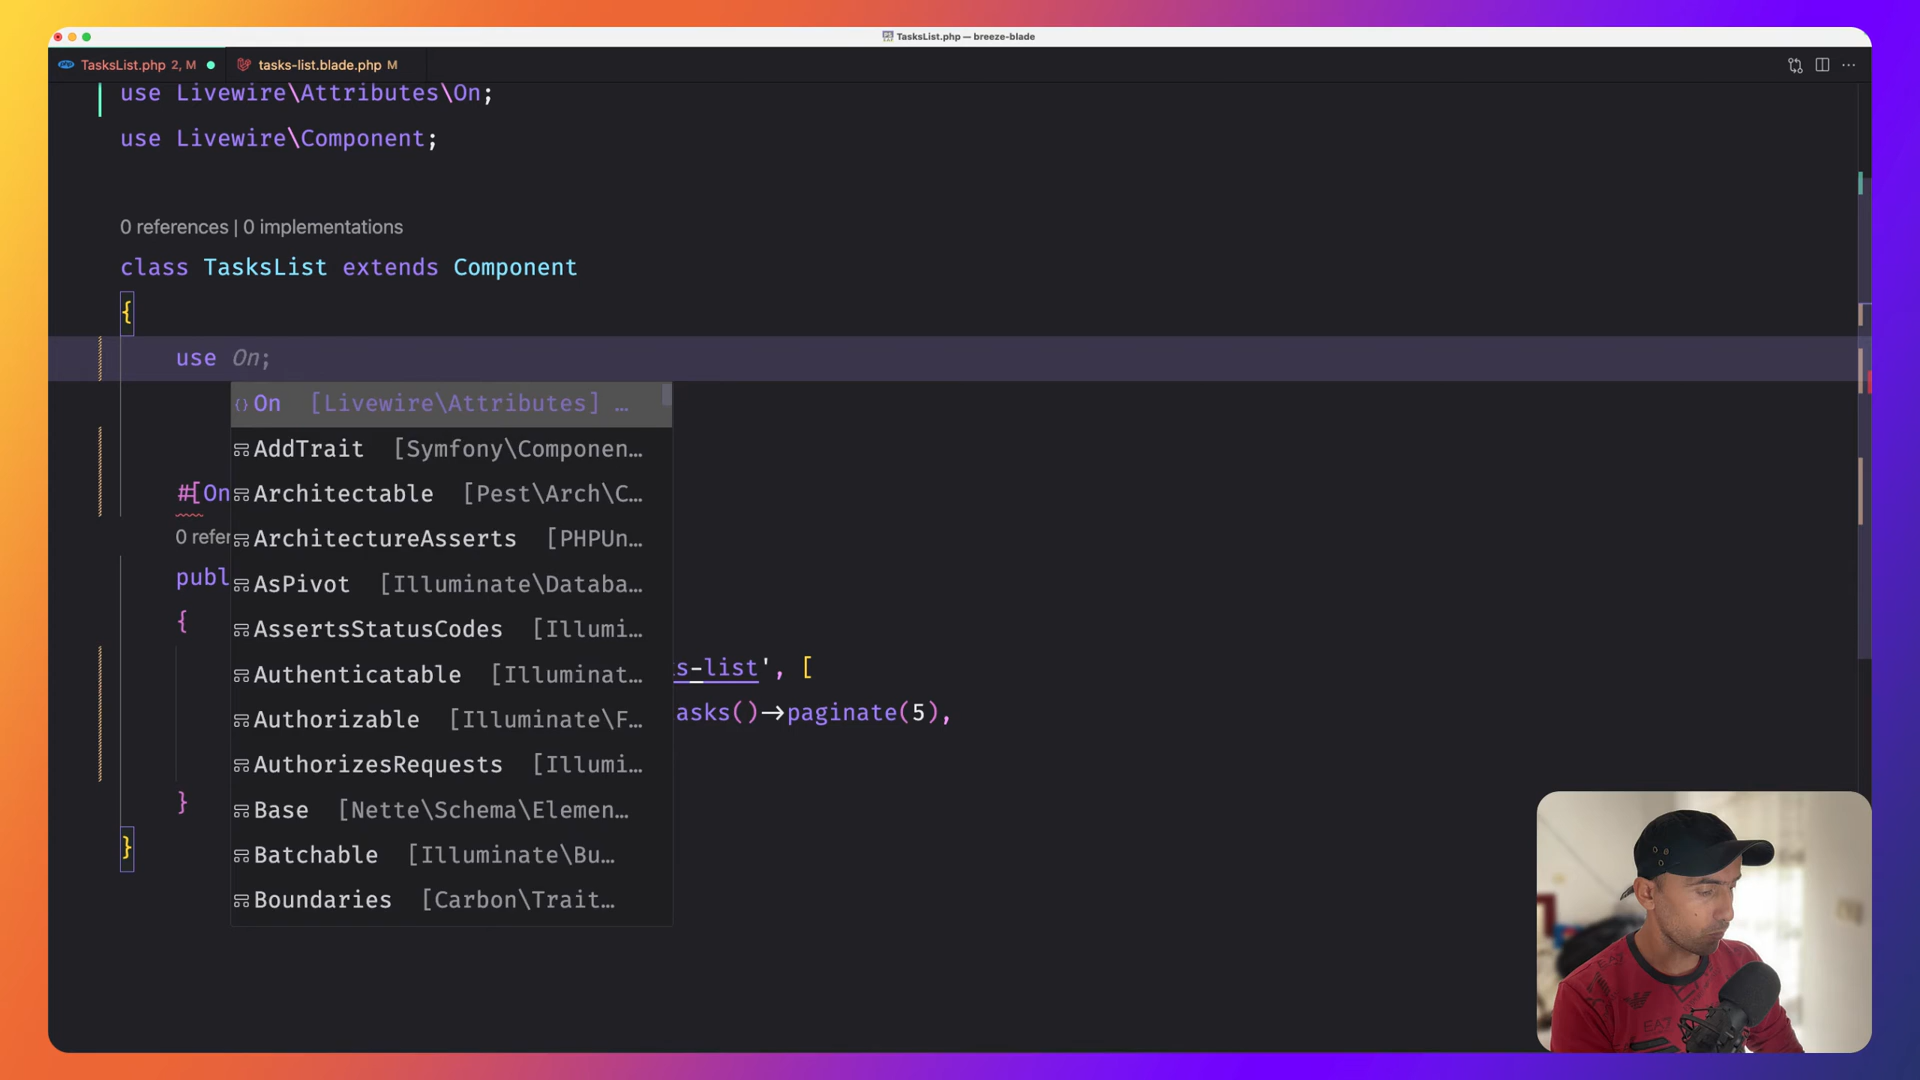 TasksList.php — breeze-blade
TasksList.php 2, M
tasks-list.blade.php M
use Livewire\Attributes\On;
use Livewire\Component;
0 references | 0 implementations
class TasksList extends Component
{
use On;
On [Livewire\Attributes] …
AddTrait [Symfony\Componen…
Architectable [Pest\Arch\C…
#[On
ArchitectureAsserts [PHPUn…
0 refer
AsPivot [Illuminate\Databa…
publ
{
AssertsStatusCodes [Illumi…
Authenticatable [Illuminat…
s-list', [
Authorizable [Illuminate\F…
asks()->paginate(5),
AuthorizesRequests [Illumi…
}
Base [Nette\Schema\Elemen…
Batchable [Illuminate\Bu…
}
Boundaries [Carbon\Trait…